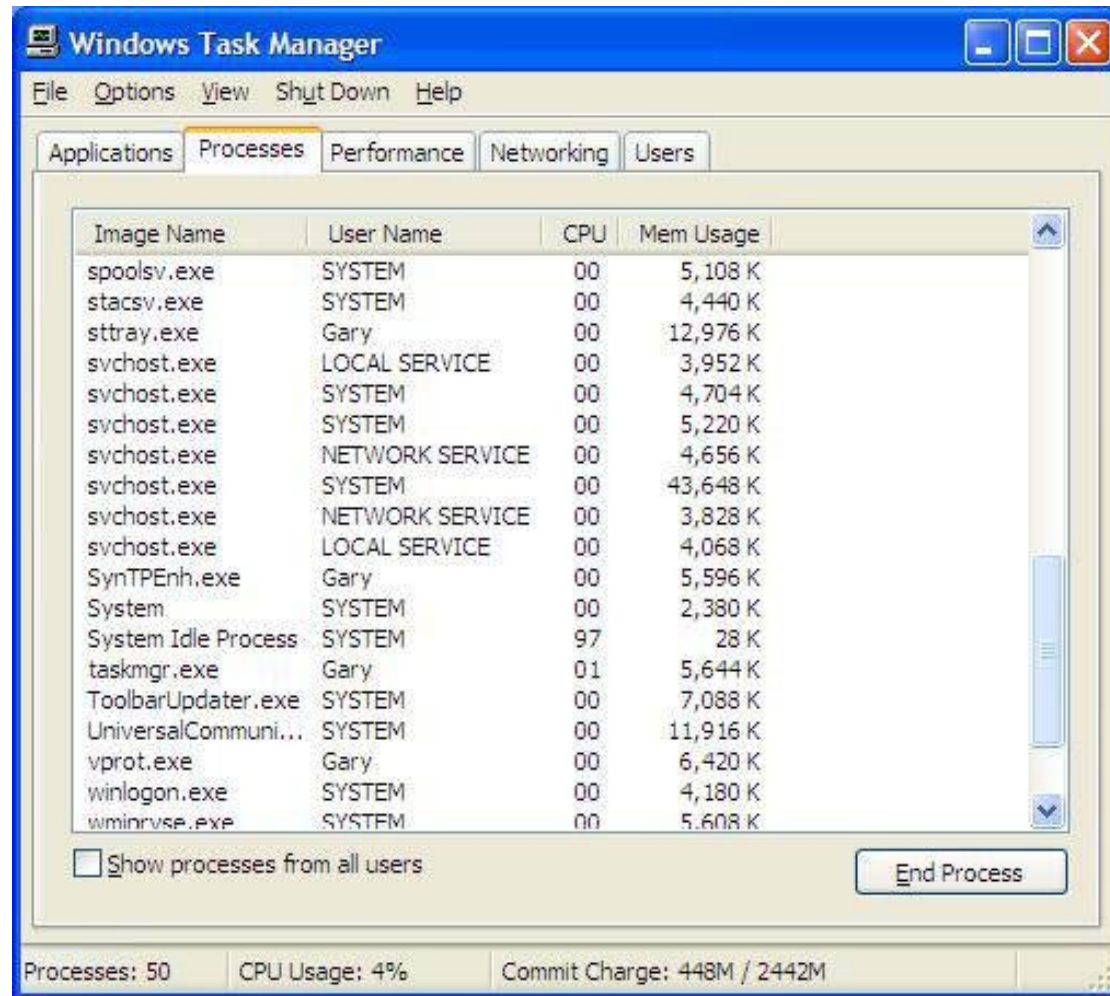 Windows Task Manager
File Options View Shut Down Help
Applications Processes Performance Networking Users
Image Name User Name CPU Mem Usage
spoolsv.exe SYSTEM 00 5,108 K
stacsv.exe SYSTEM 00 4,440 K
sttray.exe Gary 00 12,976 K
svchost.exe LOCAL SERVICE 00 3,952 K
svchost.exe SYSTEM 00 4,704 K
svchost.exe SYSTEM 00 5,220 K
svchost.exe NETWORK SERVICE 00 4,656 K
svchost.exe SYSTEM 00 43,648 K
svchost.exe NETWORK SERVICE 00 3,828 K
svchost.exe LOCAL SERVICE 00 4,068 K
SynTPEnh.exe Gary 00 5,596 K
System SYSTEM 00 2,380 K
System Idle Process SYSTEM 97 28 K
taskmgr.exe Gary 01 5,644 K
ToolbarUpdater.exe SYSTEM 00 7,088 K
UniversalCommuni... SYSTEM 00 11,916 K
vprot.exe Gary 00 6,420 K
winlogon.exe SYSTEM 00 4,180 K
wmiprvse.exe SYSTEM 00 5,608 K
Show processes from all users
End Process
Processes: 50 CPU Usage: 4% Commit Charge: 448M / 2442M